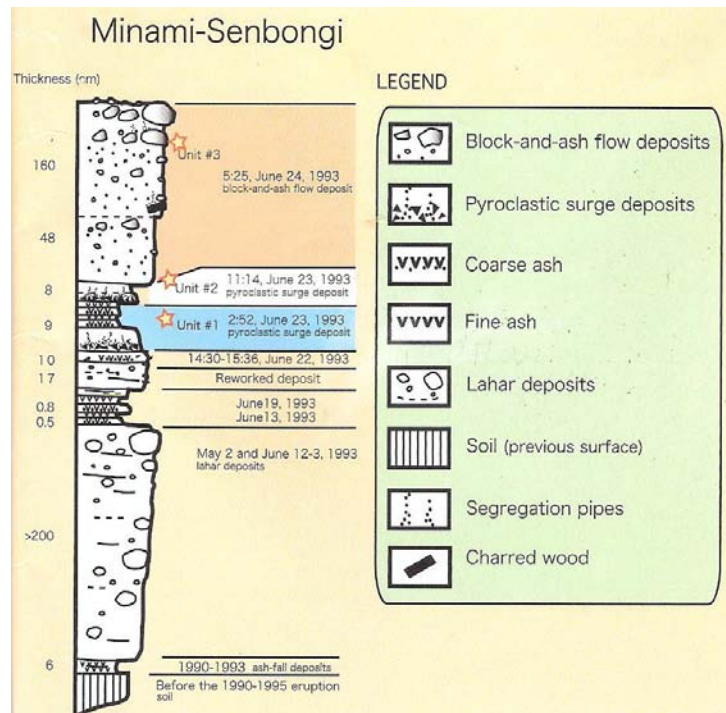 Minami-Senbongi
Thickness (cm)
160
48
8
9
10
17
0.8
0.5
>200
6
Unit #3
5:25, June 24, 1993
block-and-ash flow deposit
Unit #2
11:14, June 23, 1993
pyroclastic surge deposit
Unit #1
2:52, June 23, 1993
pyroclastic surge deposit
14:30-15:36, June 22, 1993
Reworked deposit
June19, 1993
June13, 1993
May 2 and June 12-3, 1993
lahar deposits
1990-1993 ash-fall deposits
Before the 1990-1995 eruption
soil
LEGEND
Block-and-ash flow deposits
Pyroclastic surge deposits
Coarse ash
Fine ash
Lahar deposits
Soil (previous surface)
Segregation pipes
Charred wood